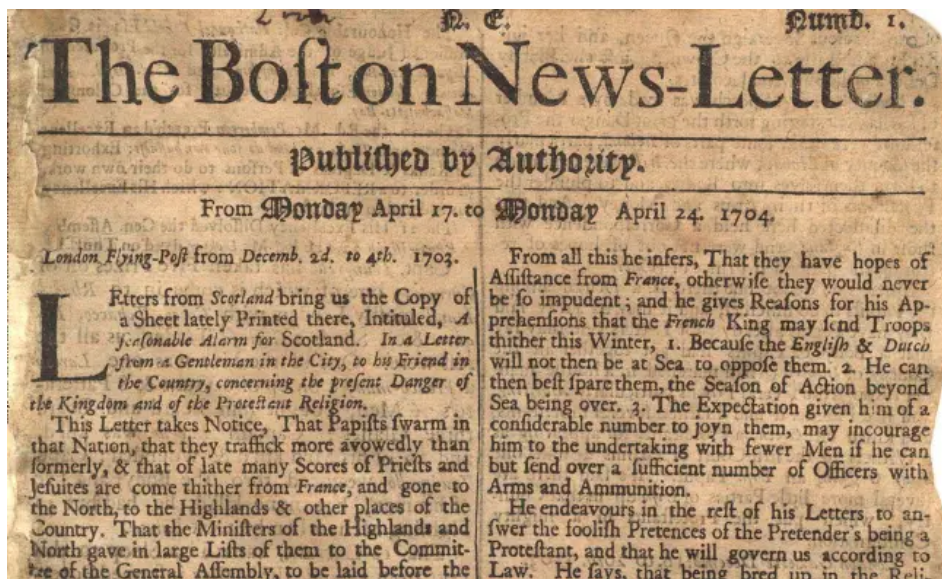 N. E.
Numb. 1.
The Boſton News-Letter.
Publiſhed by Authority.
From Monday April 17. to Monday April 24. 1704.
London Flying-Poſt from Decemb. 2d. to 4th. 1703.
LEtters from Scotland bring us the Copy of
a Sheet lately Printed there, Intituled, A
ſeaſonable Alarm for Scotland. In a Letter
from a Gentleman in the City, to his Friend in
the Country, concerning the preſent Danger of
the Kingdom and of the Proteſtant Religion.
This Letter takes Notice, That Papiſts ſwarm in
that Nation, that they traffick more avowedly than
formerly, & that of late many Scores of Prieſts and
Jeſuites are come thither from France, and gone to
the North, to the Highlands & other places of the
Country. That the Miniſters of the Highlands and
North gave in large Liſts of them to the Commit-
tee of the General Aſſembly, to be laid before the
From all this he infers, That they have hopes of
Aſſiſtance from France, otherwiſe they would never
be ſo impudent; and he gives Reaſons for his Ap-
prehenſions that the French King may ſend Troops
thither this Winter, 1. Becauſe the Engliſh & Dutch
will not then be at Sea to oppoſe them. 2. He can
then beſt ſpare them, the Seaſon of Action beyond
Sea being over. 3. The Expectation given him of a
conſiderable number to joyn them, may incourage
him to the undertaking with fewer Men if he can
but ſend over a ſufficient number of Officers with
Arms and Ammunition.
He endeavours in the reſt of his Letters to an-
ſwer the fooliſh Pretences of the Pretender's being a
Proteſtant, and that he will govern us according to
Law. He ſays, that being bred up in the Reli-